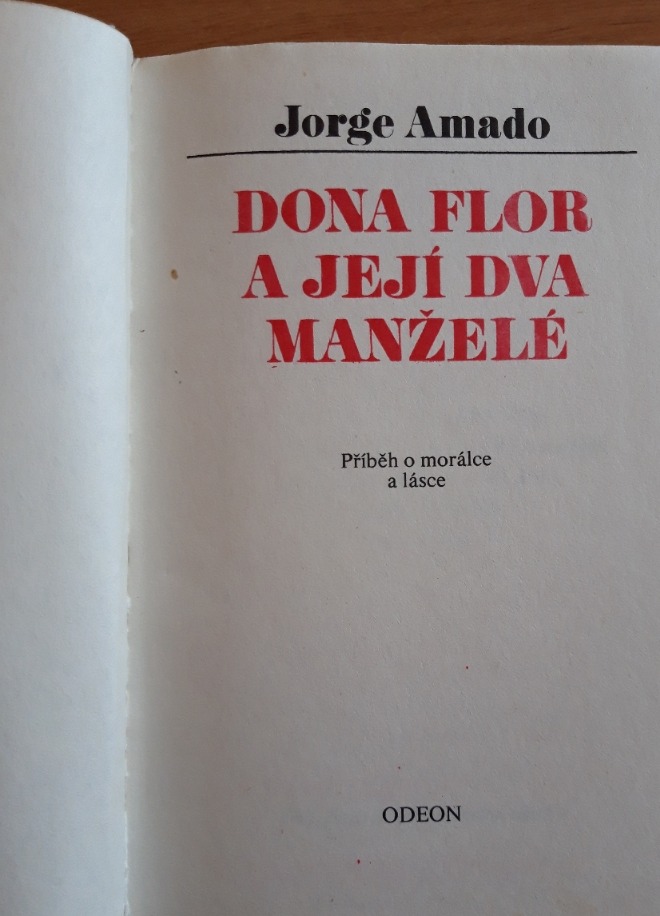 Jorge Amado
DONA FLOR
A JEJÍ DVA
MANŽELÉ
Příběh o morálce
a lásce
ODEON